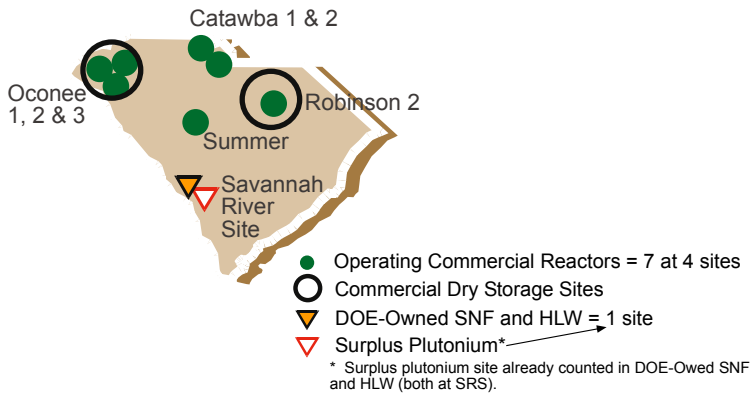 Catawba 1 & 2
Oconee
1, 2 & 3
Robinson 2
Summer
Savannah
River
Site
Operating Commercial Reactors = 7 at 4 sites
Commercial Dry Storage Sites
DOE-Owned SNF and HLW = 1 site
Surplus Plutonium*
* Surplus plutonium site already counted in DOE-Owed SNF
and HLW (both at SRS).